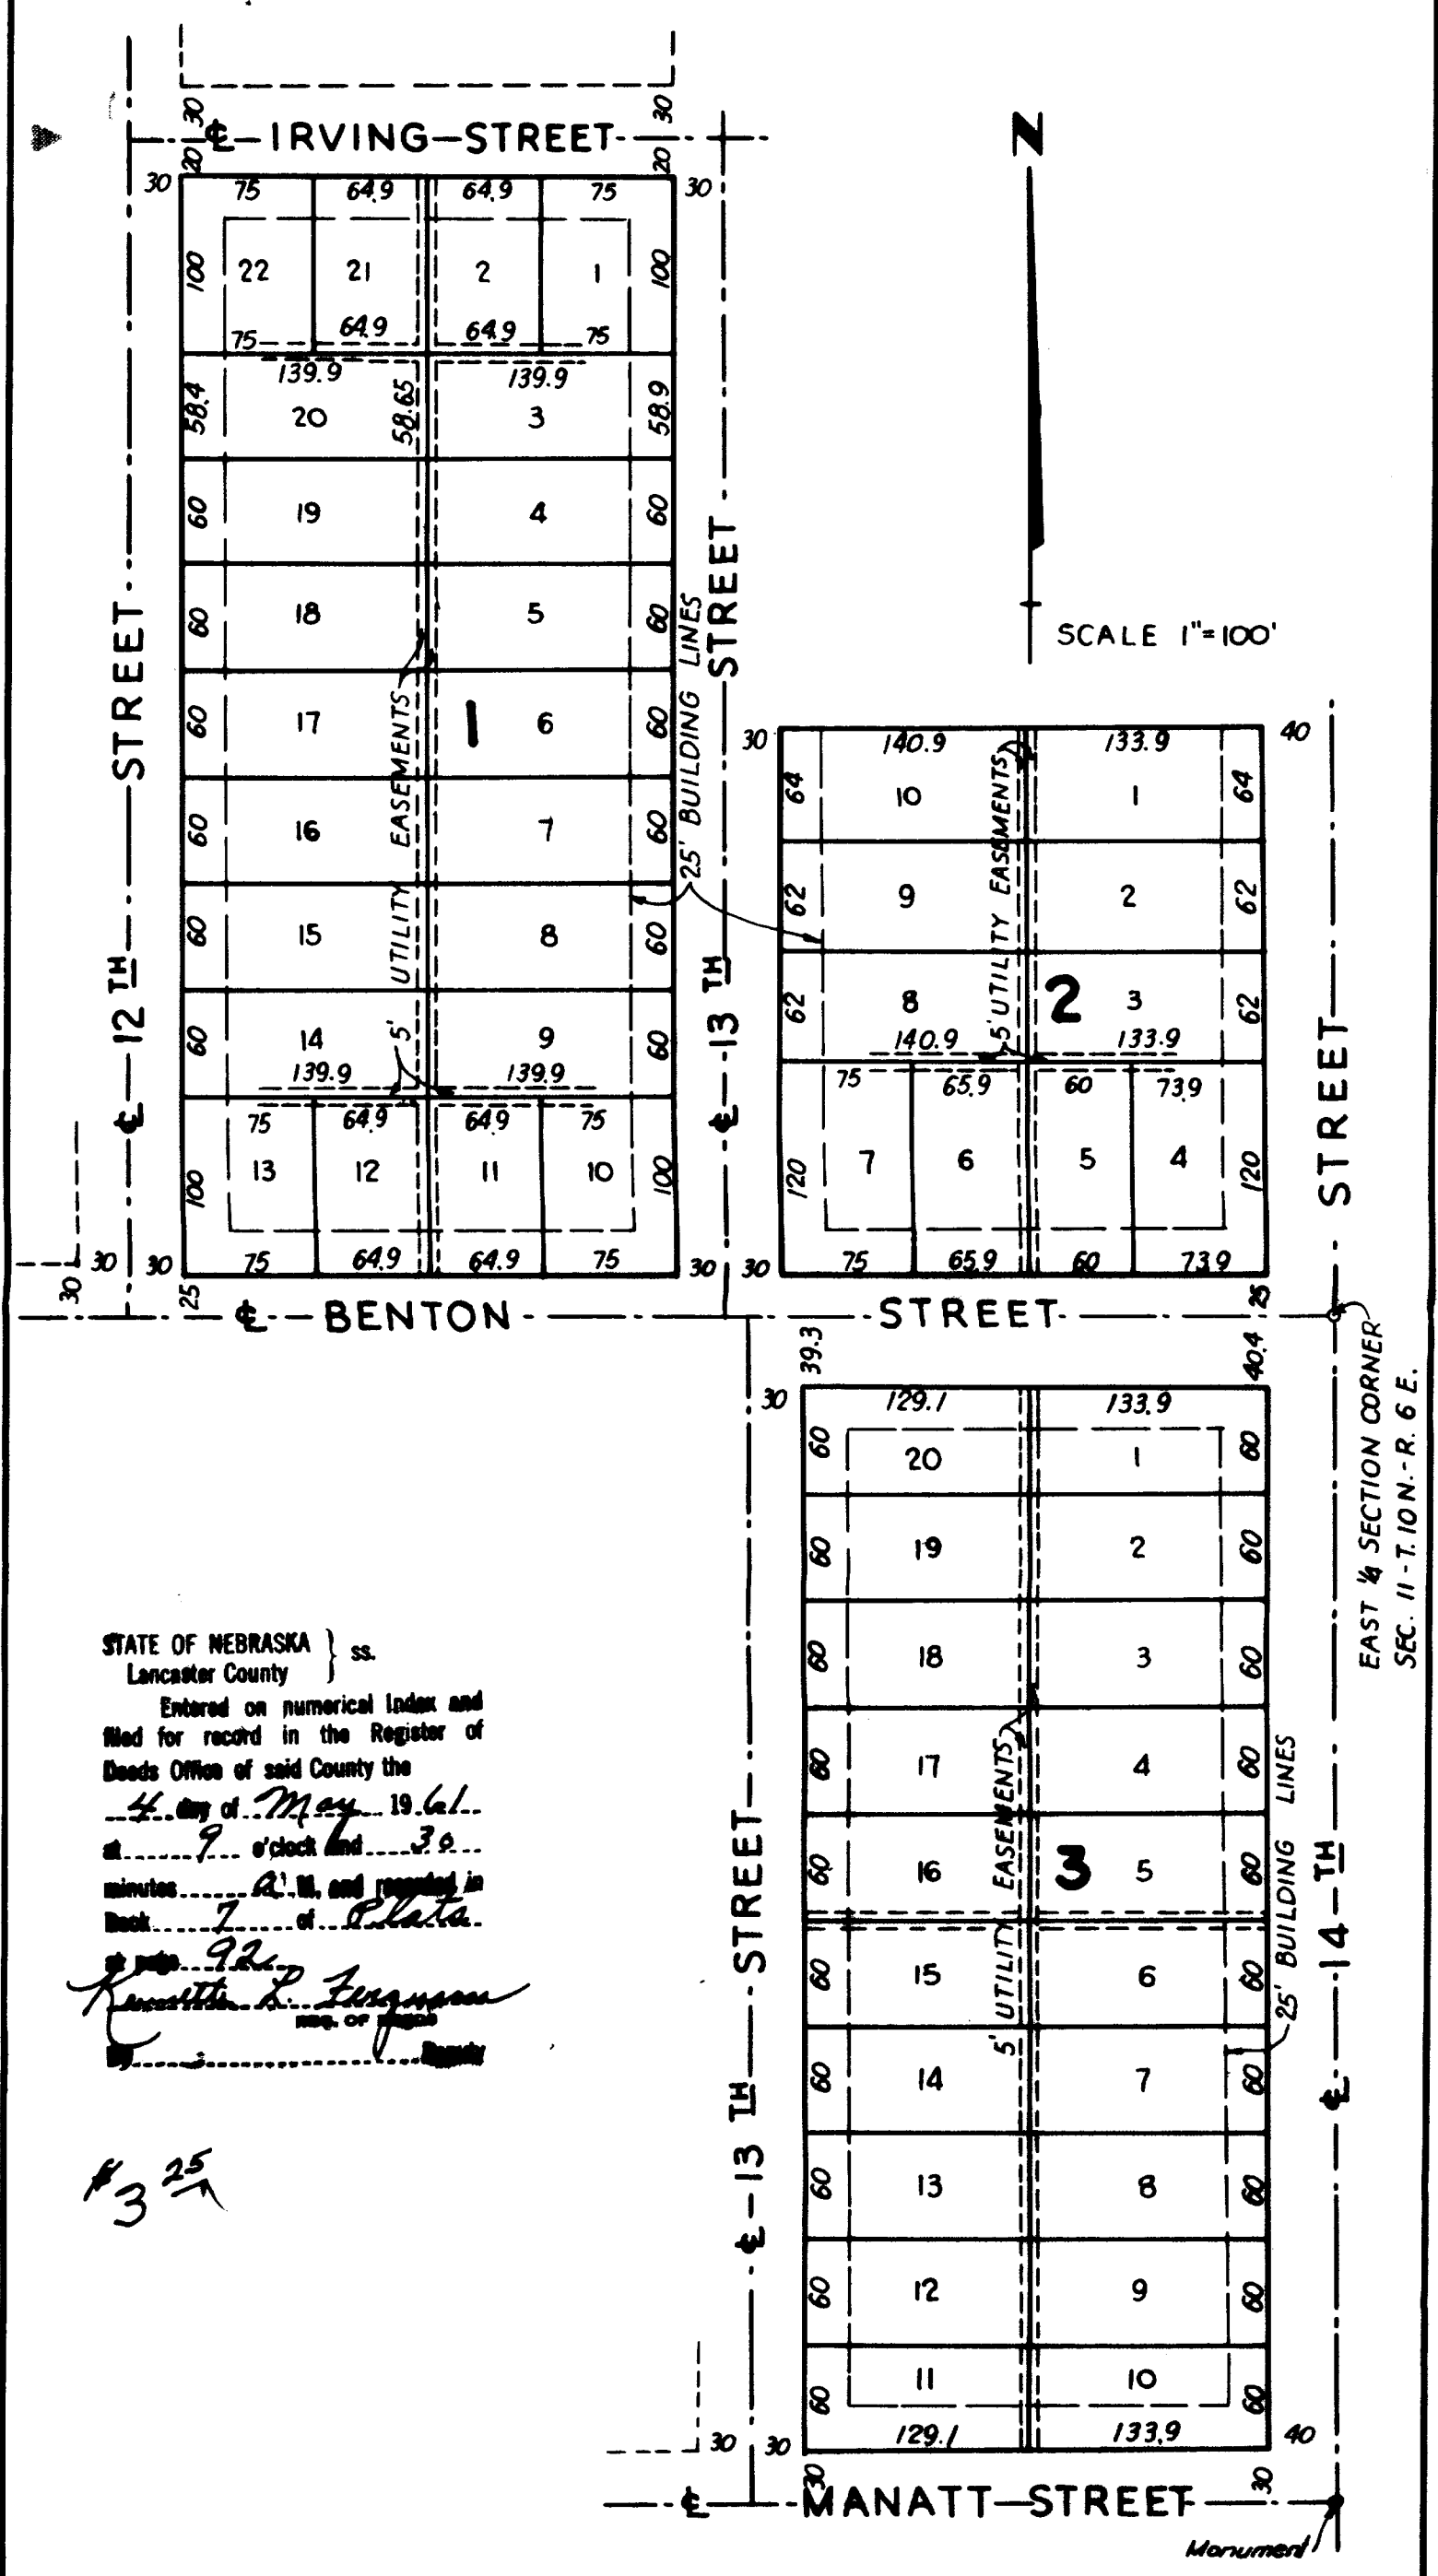 30 30
℄ IRVING STREET
N
20 20
30 75 64.9 64.9 75 30
100 22 21 2 1 100
75 64.9 64.9 75
139.9 139.9
58.4 20 58.65 3 58.9
60 19 4 60
60 18 5 60
SCALE 1"=100'
60 17 1 6 60
60 16 7 60
60 15 8 60
60 14 9 60
139.9 139.9
75 64.9 64.9 75
100 13 12 11 10 100
75 64.9 64.9 75
30 30 30 30
30 25
5' UTILITY EASEMENTS
25' BUILDING LINES
℄ 12 TH STREET
℄ 13 TH STREET
30 140.9 133.9 40
64 10 1 64
62 9 2 62
62 8 2 3 62
140.9 133.9
75 65.9 60 73.9
120 7 6 5 4 120
75 65.9 60 73.9
25
5' UTILITY EASEMENTS
℄ BENTON STREET
39.3 40.4
EAST 1/4 SECTION CORNER
SEC. 11 - T. 10 N. - R. 6 E.
30 129.1 133.9
60 20 1 60
60 19 2 60
60 18 3 60
60 17 4 60
60 16 3 5 60
60 15 6 60
60 14 7 60
60 13 8 60
60 12 9 60
60 11 10 60
30 30 129.1 133.9 40
30 30
5' UTILITY EASEMENTS
25' BUILDING LINES
℄ 13 TH STREET
℄ 14 TH STREET
℄ MANATT STREET
Monument
STATE OF NEBRASKA } ss.
Lancaster County
Entered on numerical Index and
filed for record in the Register of
Deeds Office of said County the
4 day of May 1961
at 9 o'clock and 30
minutes a. M. and recorded in
Book 7 of Plats
at page 92
Kenneth L. Ferguson
REG. OF DEEDS
By Deputy
$3 25